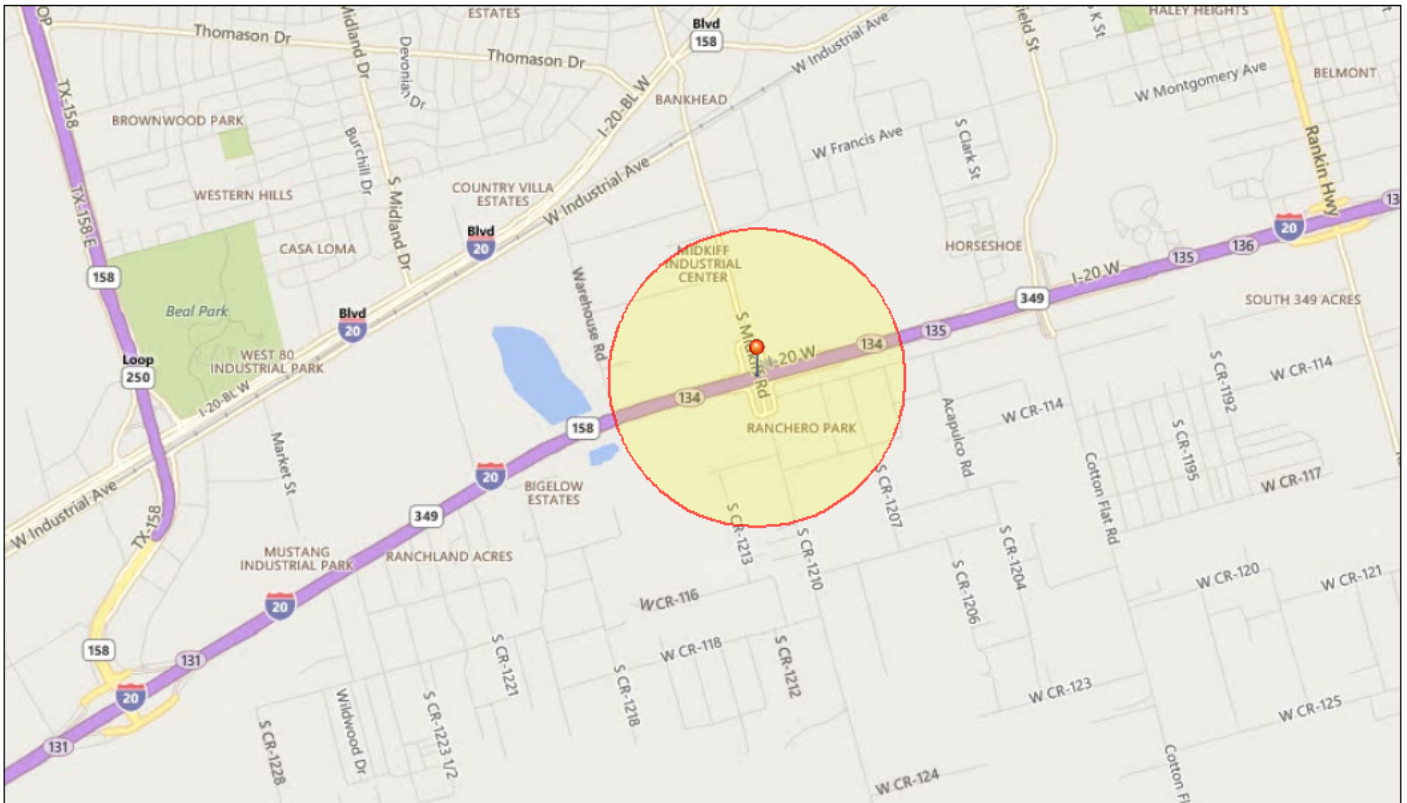 ESTATES
HALEY HEIGHTS
OOP
Midland Dr
Thomason Dr
Blvd
158
K St
Devonian Dr
Thomason Dr
W Industrial Ave
TX-158
I-20-BL W
BANKHEAD
W Montgomery Ave
BELMONT
BROWNWOOD PARK
Burchill Dr
W Francis Ave
S Clark St
Rankin Hwy
WESTERN HILLS
S Midland Dr
COUNTRY VILLA
ESTATES
W Industrial Ave
TX-158 E
Blvd
20
CASA LOMA
MIDKIFF
INDUSTRIAL
CENTER
HORSESHOE
20
136
135
I-20 W
158
Beal Park
Blvd
20
Warehouse Rd
349
SOUTH 349 ACRES
S Midkiff Rd
134
135
I-20 W
Loop
250
WEST 80
INDUSTRIAL PARK
I-20-BL W
134
S CR-1192
W CR-114
158
RANCHERO PARK
Acapulco Rd
W CR-114
Market St
20
BIGELOW
ESTATES
S CR-1207
Cotton Flat Rd
S CR-1195
W CR-117
W Industrial Ave
TX-158
349
S CR-1213
S CR-1210
MUSTANG
INDUSTRIAL PARK
RANCHLAND ACRES
S CR-1204
S CR-1206
W CR-120
W CR-121
20
W CR-116
158
131
S CR-1221
W CR-118
S CR-1212
20
S CR-1218
W CR-123
W CR-125
131
S CR-1228
Wildwood Dr
S CR-1223 1/2
W CR-124
Cotton Fl